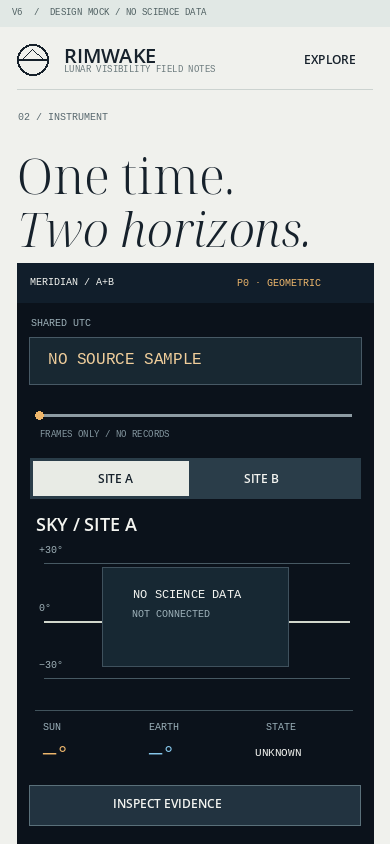 V6 / DESIGN MOCK / NO SCIENCE DATA
RIMWAKE
LUNAR VISIBILITY FIELD NOTES
EXPLORE
02 / INSTRUMENT
One time.
Two horizons.
MERIDIAN / A+B
P0 · GEOMETRIC
SHARED UTC
NO SOURCE SAMPLE
FRAMES ONLY / NO RECORDS
SITE A
SITE B
SKY / SITE A
+30°
0°
−30°
NO SCIENCE DATA
NOT CONNECTED
SUN
EARTH
STATE
—°
—°
UNKNOWN
INSPECT EVIDENCE